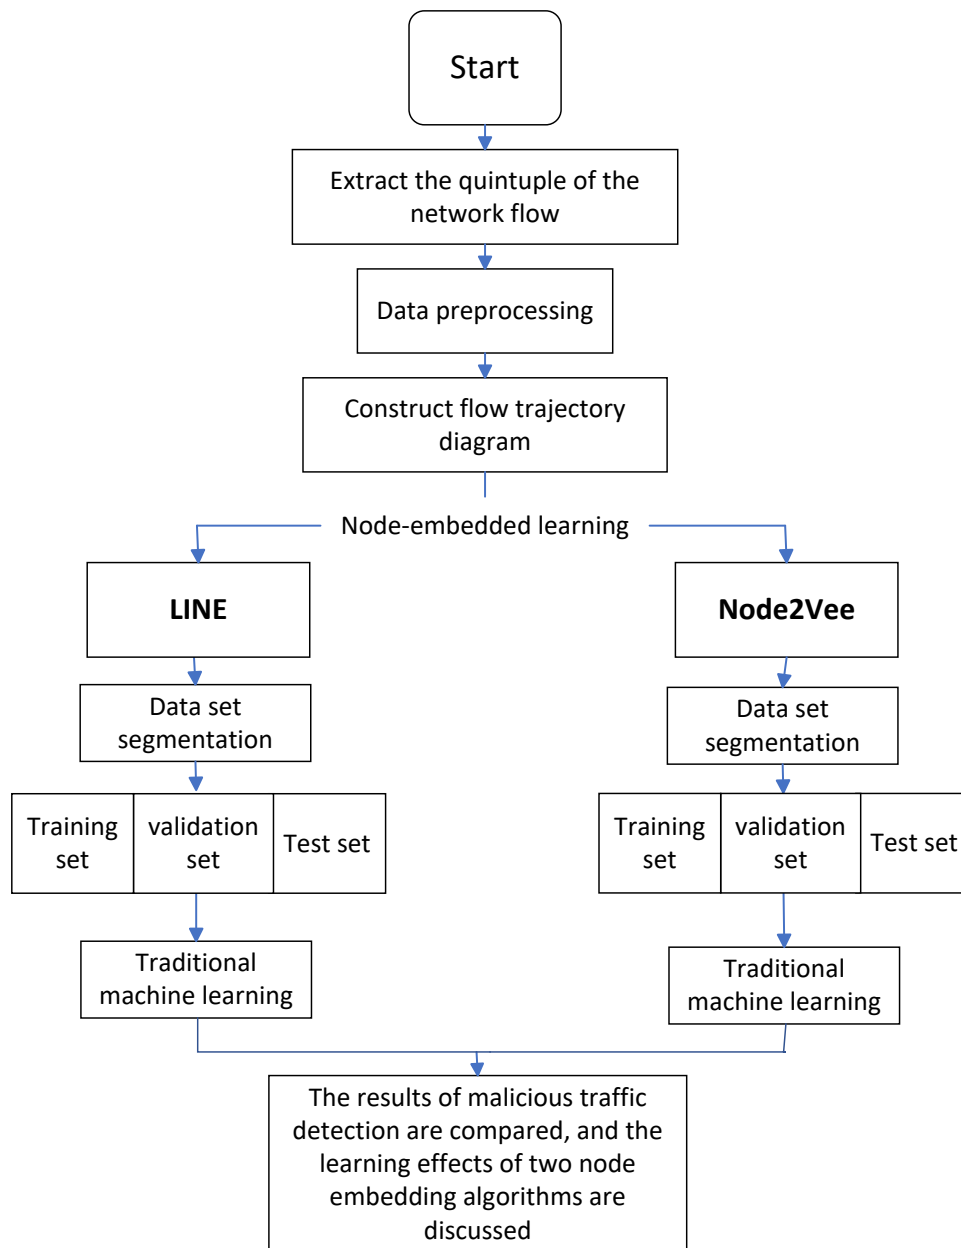 Start
Extract the quintuple of the
network flow
Data preprocessing
Construct flow trajectory
diagram
Node-embedded learning
LINE
Node2Vee
Data set
segmentation
Data set
segmentation
Training
set
validation
set
Test set
Training
set
validation
set
Test set
Traditional
machine learning
Traditional
machine learning
The results of malicious traffic
detection are compared, and the
learning effects of two node
embedding algorithms are
discussed